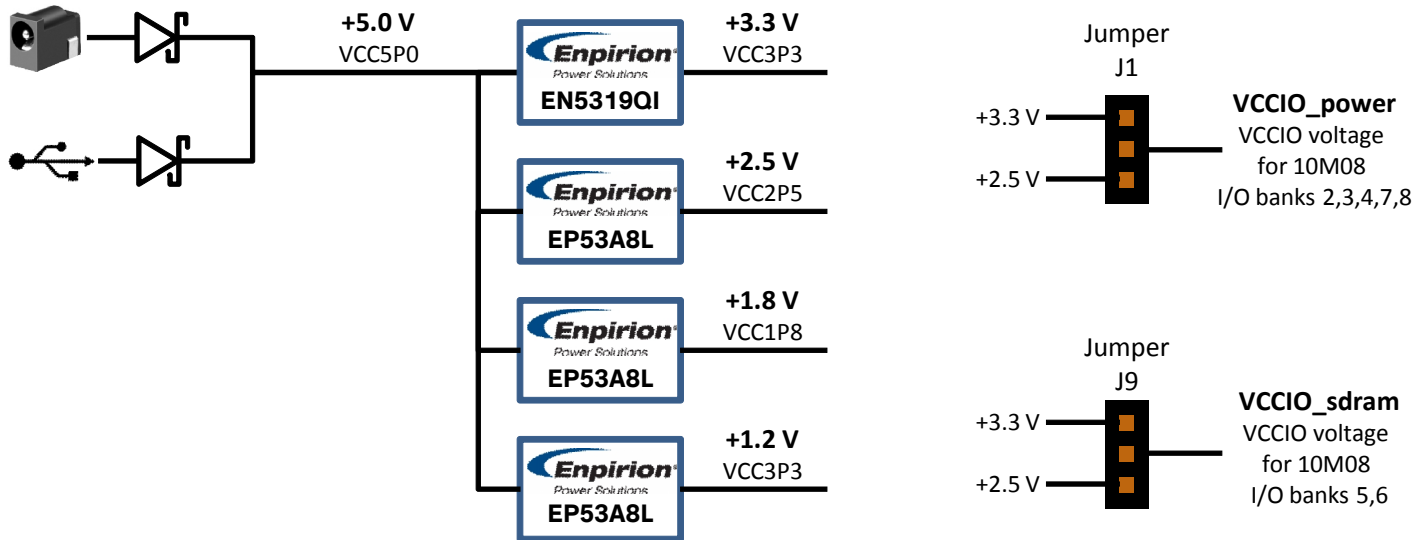 +5.0 V
VCC5P0
Enpirion®
Power Solutions
EN5319QI
+3.3 V
VCC3P3
Enpirion®
Power Solutions
EP53A8L
+2.5 V
VCC2P5
Enpirion®
Power Solutions
EP53A8L
+1.8 V
VCC1P8
Enpirion®
Power Solutions
EP53A8L
+1.2 V
VCC3P3
Jumper
J1
+3.3 V
+2.5 V
VCCIO_power
VCCIO voltage
for 10M08
I/O banks 2,3,4,7,8
Jumper
J9
+3.3 V
+2.5 V
VCCIO_sdram
VCCIO voltage
for 10M08
I/O banks 5,6